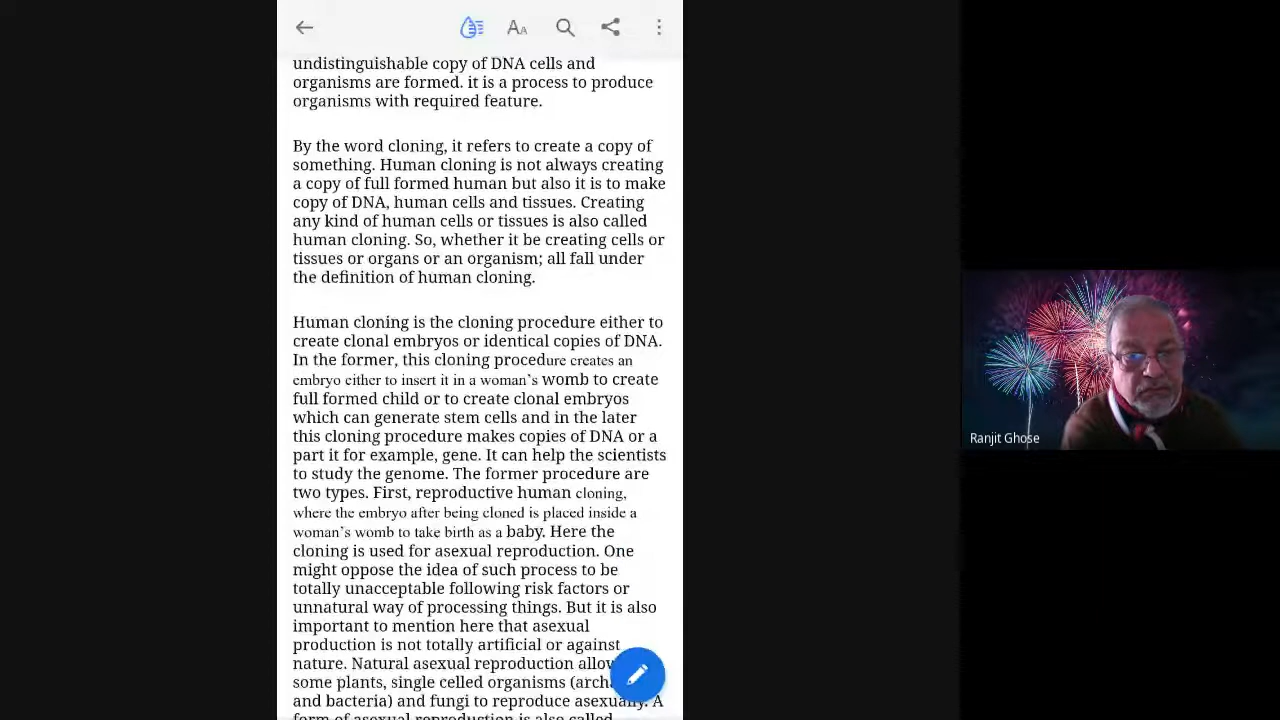 AA
undistinguishable copy of DNA cells and
organisms are formed. it is a process to produce
organisms with required feature.
By the word cloning, it refers to create a copy of
something. Human cloning is not always creating
a copy of full formed human but also it is to make
copy of DNA, human cells and tissues. Creating
any kind of human cells or tissues is also called
human cloning. So, whether it be creating cells or
tissues or organs or an organism; all fall under
the definition of human cloning.
Human cloning is the cloning procedure either to
create clonal embryos or identical copies of DNA.
In the former, this cloning procedure creates an
embryo either to insert it in a woman's womb to create
full formed child or to create clonal embryos
which can generate stem cells and in the later
this cloning procedure makes copies of DNA or a
part it for example, gene. It can help the scientists
to study the genome. The former procedure are
two types. First, reproductive human cloning,
where the embryo after being cloned is placed inside a
woman's womb to take birth as a baby. Here the
cloning is used for asexual reproduction. One
might oppose the idea of such process to be
totally unacceptable following risk factors or
unnatural way of processing things. But it is also
important to mention here that asexual
production is not totally artificial or against
nature. Natural asexual reproduction
some plants, single celled organisms
and bacteria) and fungi to reproduce asexually. A
form of asexual reproduction is also called
Ranjit Ghose